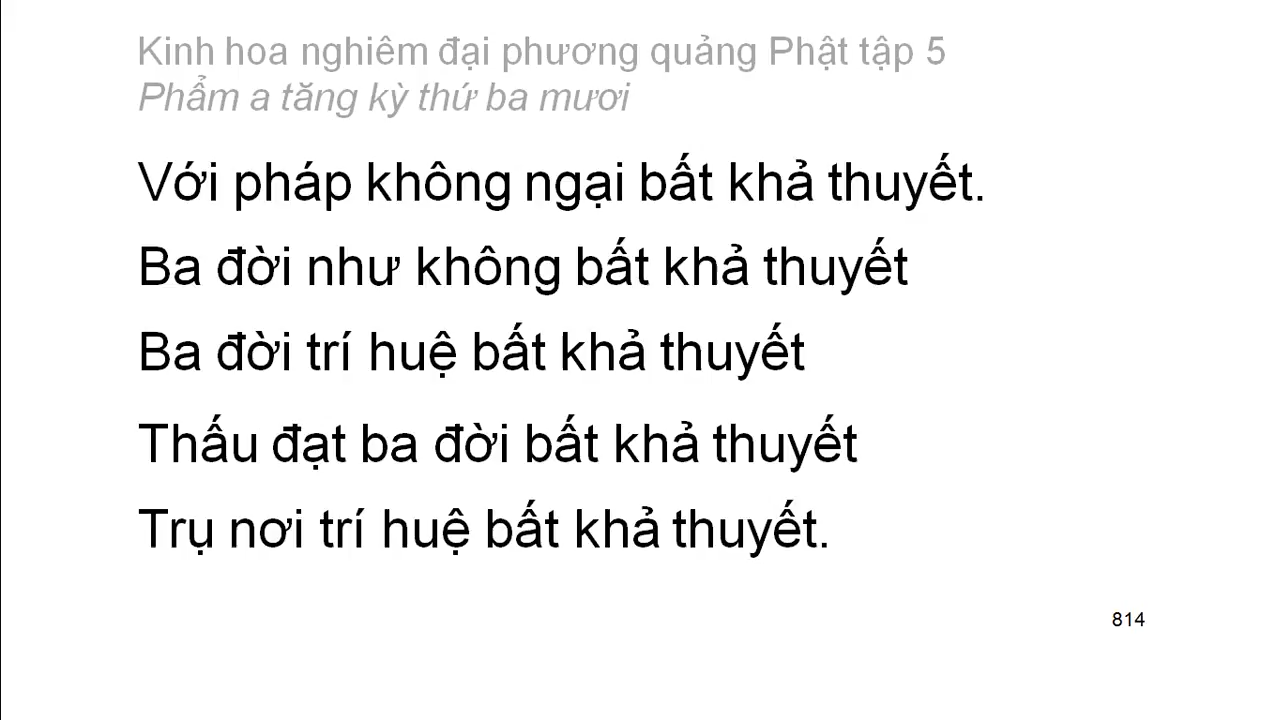 Kinh hoa nghiêm đại phương quảng Phật tập 5
Phẩm a tăng kỳ thứ ba mươi
Với pháp không ngại bất khả thuyết.
Ba đời như không bất khả thuyết
Ba đời trí huệ bất khả thuyết
Thấu đạt ba đời bất khả thuyết
Trụ nơi trí huệ bất khả thuyết.
814